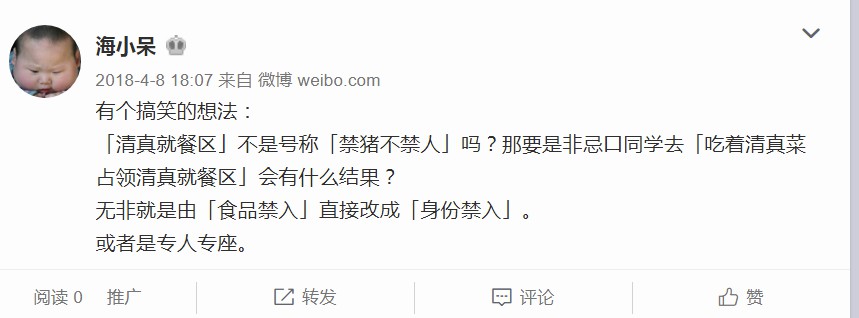 海小呆
2018-4-8 18:07 来自 微博 weibo.com
有个搞笑的想法：
「清真就餐区」不是号称「禁猪不禁人」吗？那要是非忌口同学去「吃着清真菜
占领清真就餐区」会有什么结果？
无非就是由「食品禁入」直接改成「身份禁入」。
或者是专人专座。
阅读 0 推广 转发 评论 赞